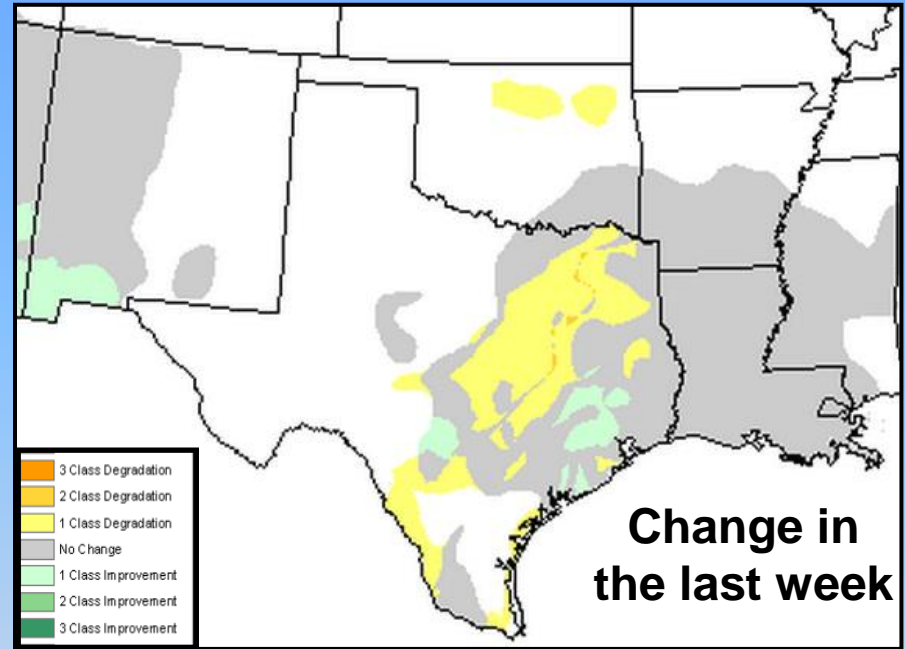 3 Class Degradation
2 Class Degradation
1 Class Degradation
No Change
1 Class Improvement
2 Class Improvement
3 Class Improvement
Change in
the last week